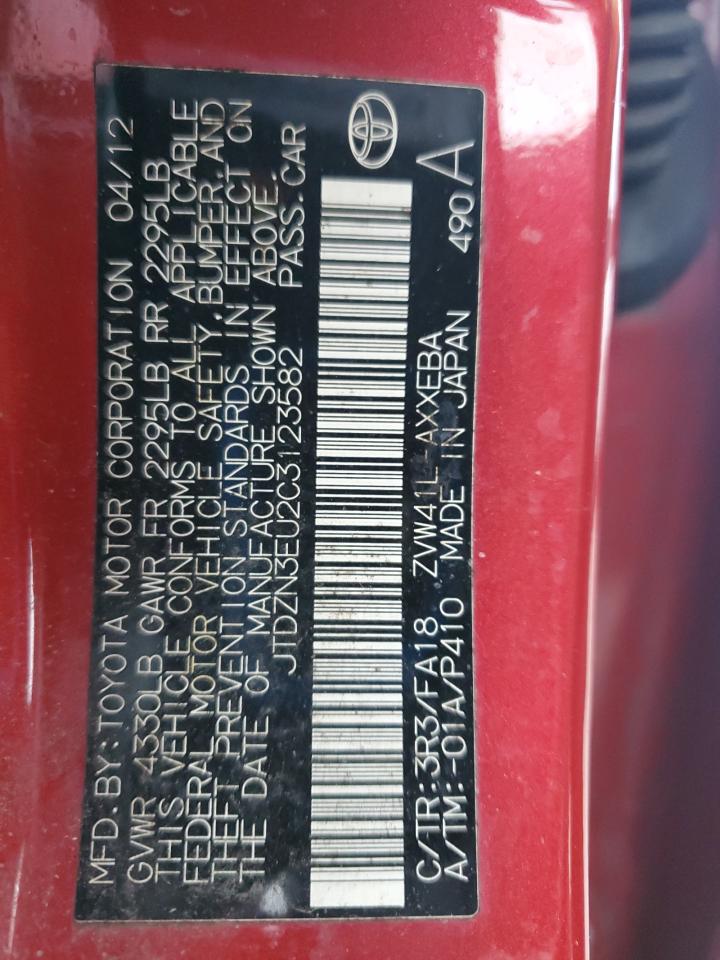 MFD. BY: TOYOTA MOTOR CORPORATION 04/12
GVWR 4330LB GAWR FR 2295LB RR 2295LB
THIS VEHICLE CONFORMS TO ALL APPLICABLE
FEDERAL MOTOR VEHICLE SAFETY, BUMPER, AND
THEFT PREVENTION STANDARDS IN EFFECT ON
THE DATE OF MANUFACTURE SHOWN ABOVE.
JTDZN3EU2C3123582 PASS. CAR
C/TR: 3R3/FA18 ZVW41L-AXXEBA
A/TM: -01A/P410 MADE IN JAPAN 490 A